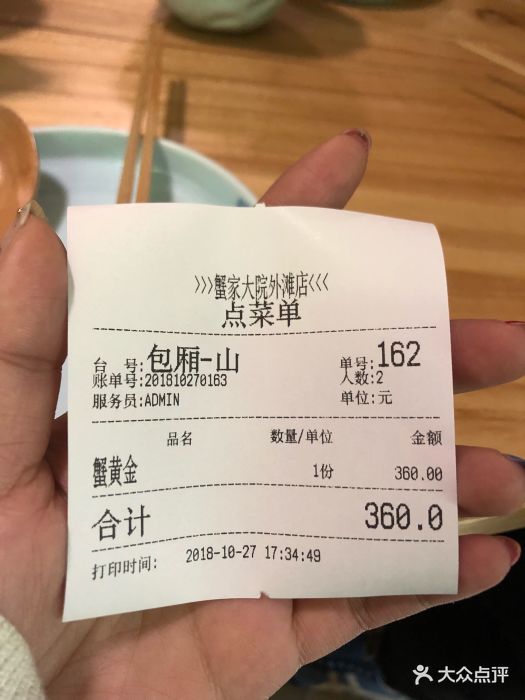 >>>蟹家大院外滩店<<<
点菜单
台 号:包厢-山 单号:162
账单号:201810270163 人数:2
服务员:ADMIN 单位:元
品名 数量/单位 金额
蟹黄金 1份 360.00
合计 360.0
打印时间: 2018-10-27 17:34:49
大众点评